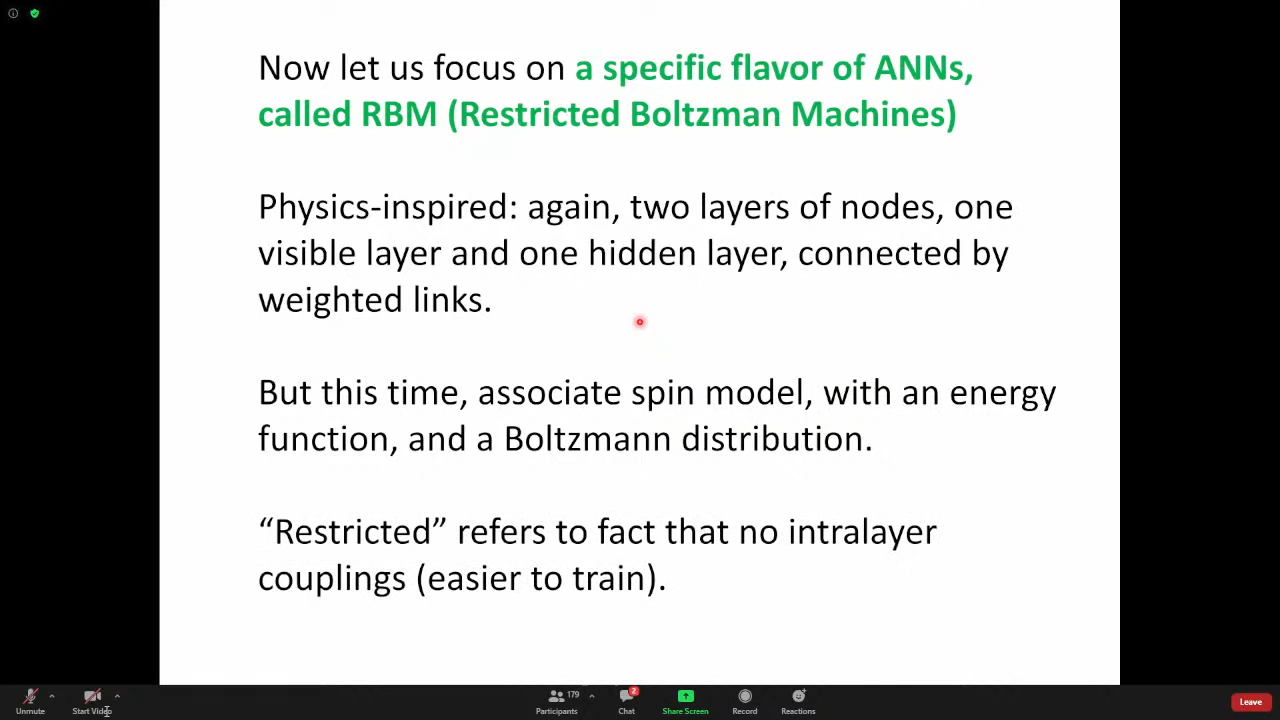 Now let us focus on a specific flavor of ANNs,
called RBM (Restricted Boltzman Machines)
Physics-inspired: again, two layers of nodes, one
visible layer and one hidden layer, connected by
weighted links.
But this time, associate spin model, with an energy
function, and a Boltzmann distribution.
“Restricted” refers to fact that no intralayer
couplings (easier to train).
Unmute
Start Video
179
Participants
2
Chat
Share Screen
Record
Reactions
Leave